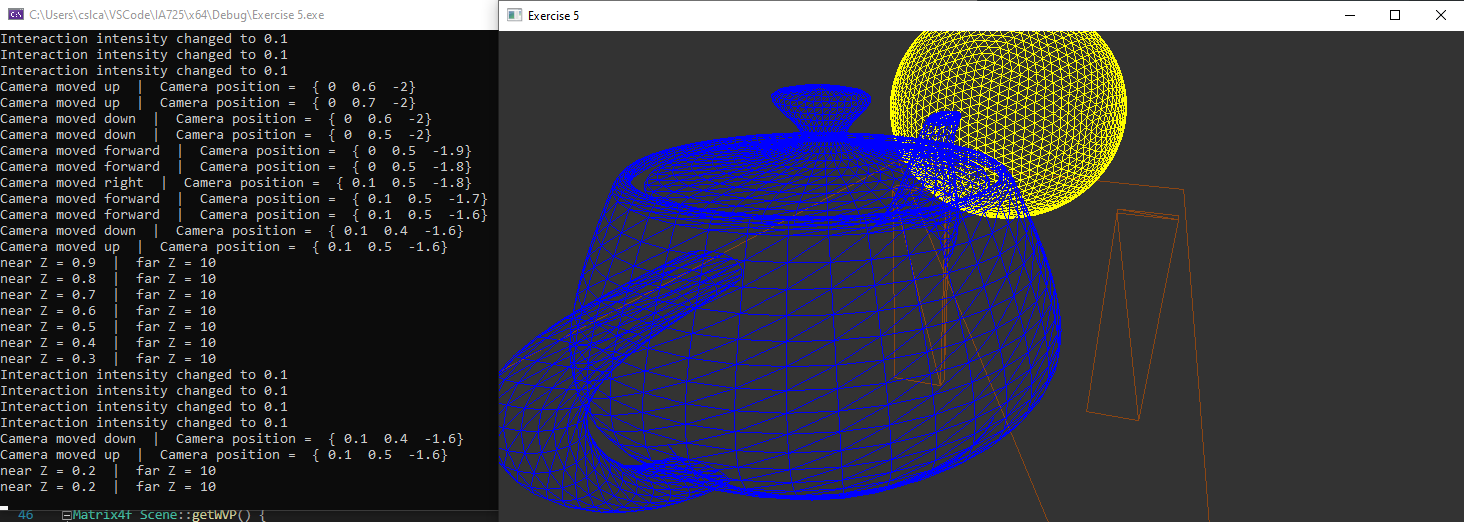 C:\Users\cslca\VSCode\IA725\x64\Debug\Exercise 5.exe
Interaction intensity changed to 0.1
Interaction intensity changed to 0.1
Interaction intensity changed to 0.1
Camera moved up  |  Camera position =  { 0  0.6  -2}
Camera moved up  |  Camera position =  { 0  0.7  -2}
Camera moved down  |  Camera position =  { 0  0.6  -2}
Camera moved down  |  Camera position =  { 0  0.5  -2}
Camera moved forward  |  Camera position =  { 0  0.5  -1.9}
Camera moved forward  |  Camera position =  { 0  0.5  -1.8}
Camera moved right  |  Camera position =  { 0.1  0.5  -1.8}
Camera moved forward  |  Camera position =  { 0.1  0.5  -1.7}
Camera moved forward  |  Camera position =  { 0.1  0.5  -1.6}
Camera moved down  |  Camera position =  { 0.1  0.4  -1.6}
Camera moved up  |  Camera position =  { 0.1  0.5  -1.6}
near Z = 0.9  |  far Z = 10
near Z = 0.8  |  far Z = 10
near Z = 0.7  |  far Z = 10
near Z = 0.6  |  far Z = 10
near Z = 0.5  |  far Z = 10
near Z = 0.4  |  far Z = 10
near Z = 0.3  |  far Z = 10
Interaction intensity changed to 0.1
Interaction intensity changed to 0.1
Interaction intensity changed to 0.1
Interaction intensity changed to 0.1
Camera moved down  |  Camera position =  { 0.1  0.4  -1.6}
Camera moved up  |  Camera position =  { 0.1  0.5  -1.6}
near Z = 0.2  |  far Z = 10
near Z = 0.2  |  far Z = 10
46 Matrix4f Scene::getWVP() {
Exercise 5